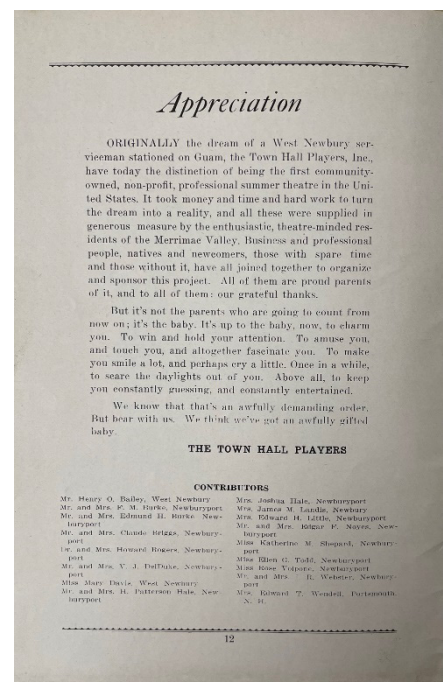 Appreciation
ORIGINALLY the dream of a West Newbury ser-
viceman stationed on Guam, the Town Hall Players, Inc.,
have today the distinction of being the first community-
owned, non-profit, professional summer theatre in the Uni-
ted States. It took money and time and hard work to turn
the dream into a reality, and all these were supplied in
generous measure by the enthusiastic, theatre-minded res-
idents of the Merrimac Valley. Business and professional
people, natives and newcomers, those with spare time
and those without it, have all joined together to organize
and sponsor this project. All of them are proud parents
of it, and to all of them: our grateful thanks.
But it's not the parents who are going to count from
now on; it's the baby. It's up to the baby, now, to charm
you. To win and hold your attention. To amuse you,
and touch you, and altogether fascinate you. To make
you smile a lot, and perhaps cry a little. Once in a while,
to scare the daylights out of you. Above all, to keep
you constantly guessing, and constantly entertained.
We know that that's an awfully demanding order.
But bear with us. We think we've got an awfully gifted
baby.
THE TOWN HALL PLAYERS
CONTRIBUTORS
Mr. Henry O. Bailey, West Newbury
Mr. and Mrs. F. M. Burke, Newburyport
Mr. and Mrs. Edmund H. Burke New-
buryport
Mr. and Mrs. Claude Briggs, Newbury-
port
Dr. and Mrs. Howard Rogers, Newbury-
port
Mr. and Mrs. V. J. DelDuke, Newbury-
port
Miss Mary Davis, West Newbury
Mr. and Mrs. H. Patterson Hale, New-
buryport
Mrs. Joshua Hale, Newburyport
Mrs. James M. Landis, Newbury
Mrs. Edward H. Little, Newburyport
Mr. and Mrs. Edgar F. Noyes, New-
buryport
Miss Katherine M. Shepard, Newbury-
port
Miss Ellen G. Todd, Newburyport
Miss Rose Volpone, Newburyport
Mr. and Mrs. R. Webster, Newbury-
port
Mrs. Edward T. Wendell, Portsmouth
N. H.
12